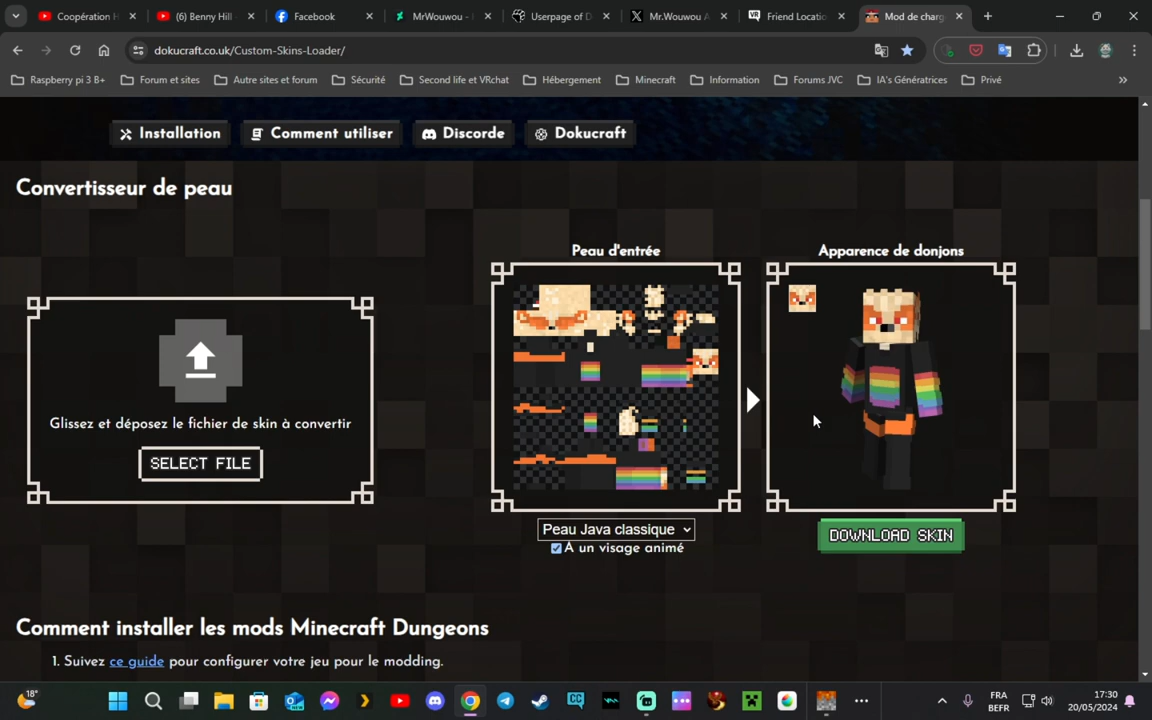 Coopération H
(6) Benny Hill
Facebook
MrWouwou -
Userpage of D
Mr.Wouwou A
Friend Locatio
Mod de charg
dokucraft.co.uk/Custom-Skins-Loader/
Raspberry pi 3 B+
Forum et sites
Autre sites et forum
Sécurité
Second life et VRchat
Hébergement
Minecraft
Information
Forums JVC
IA's Génératrices
Privé
Installation
Comment utiliser
Discorde
Dokucraft
Convertisseur de peau
Peau d'entrée
Apparence de donjons
Glissez et déposez le fichier de skin à convertir
SELECT FILE
Peau Java classique
A un visage animé
DOWNLOAD SKIN
Comment installer les mods Minecraft Dungeons
1. Suivez ce guide pour configurer votre jeu pour le modding.
18°
FRA
BEFR
17:30
20/05/2024